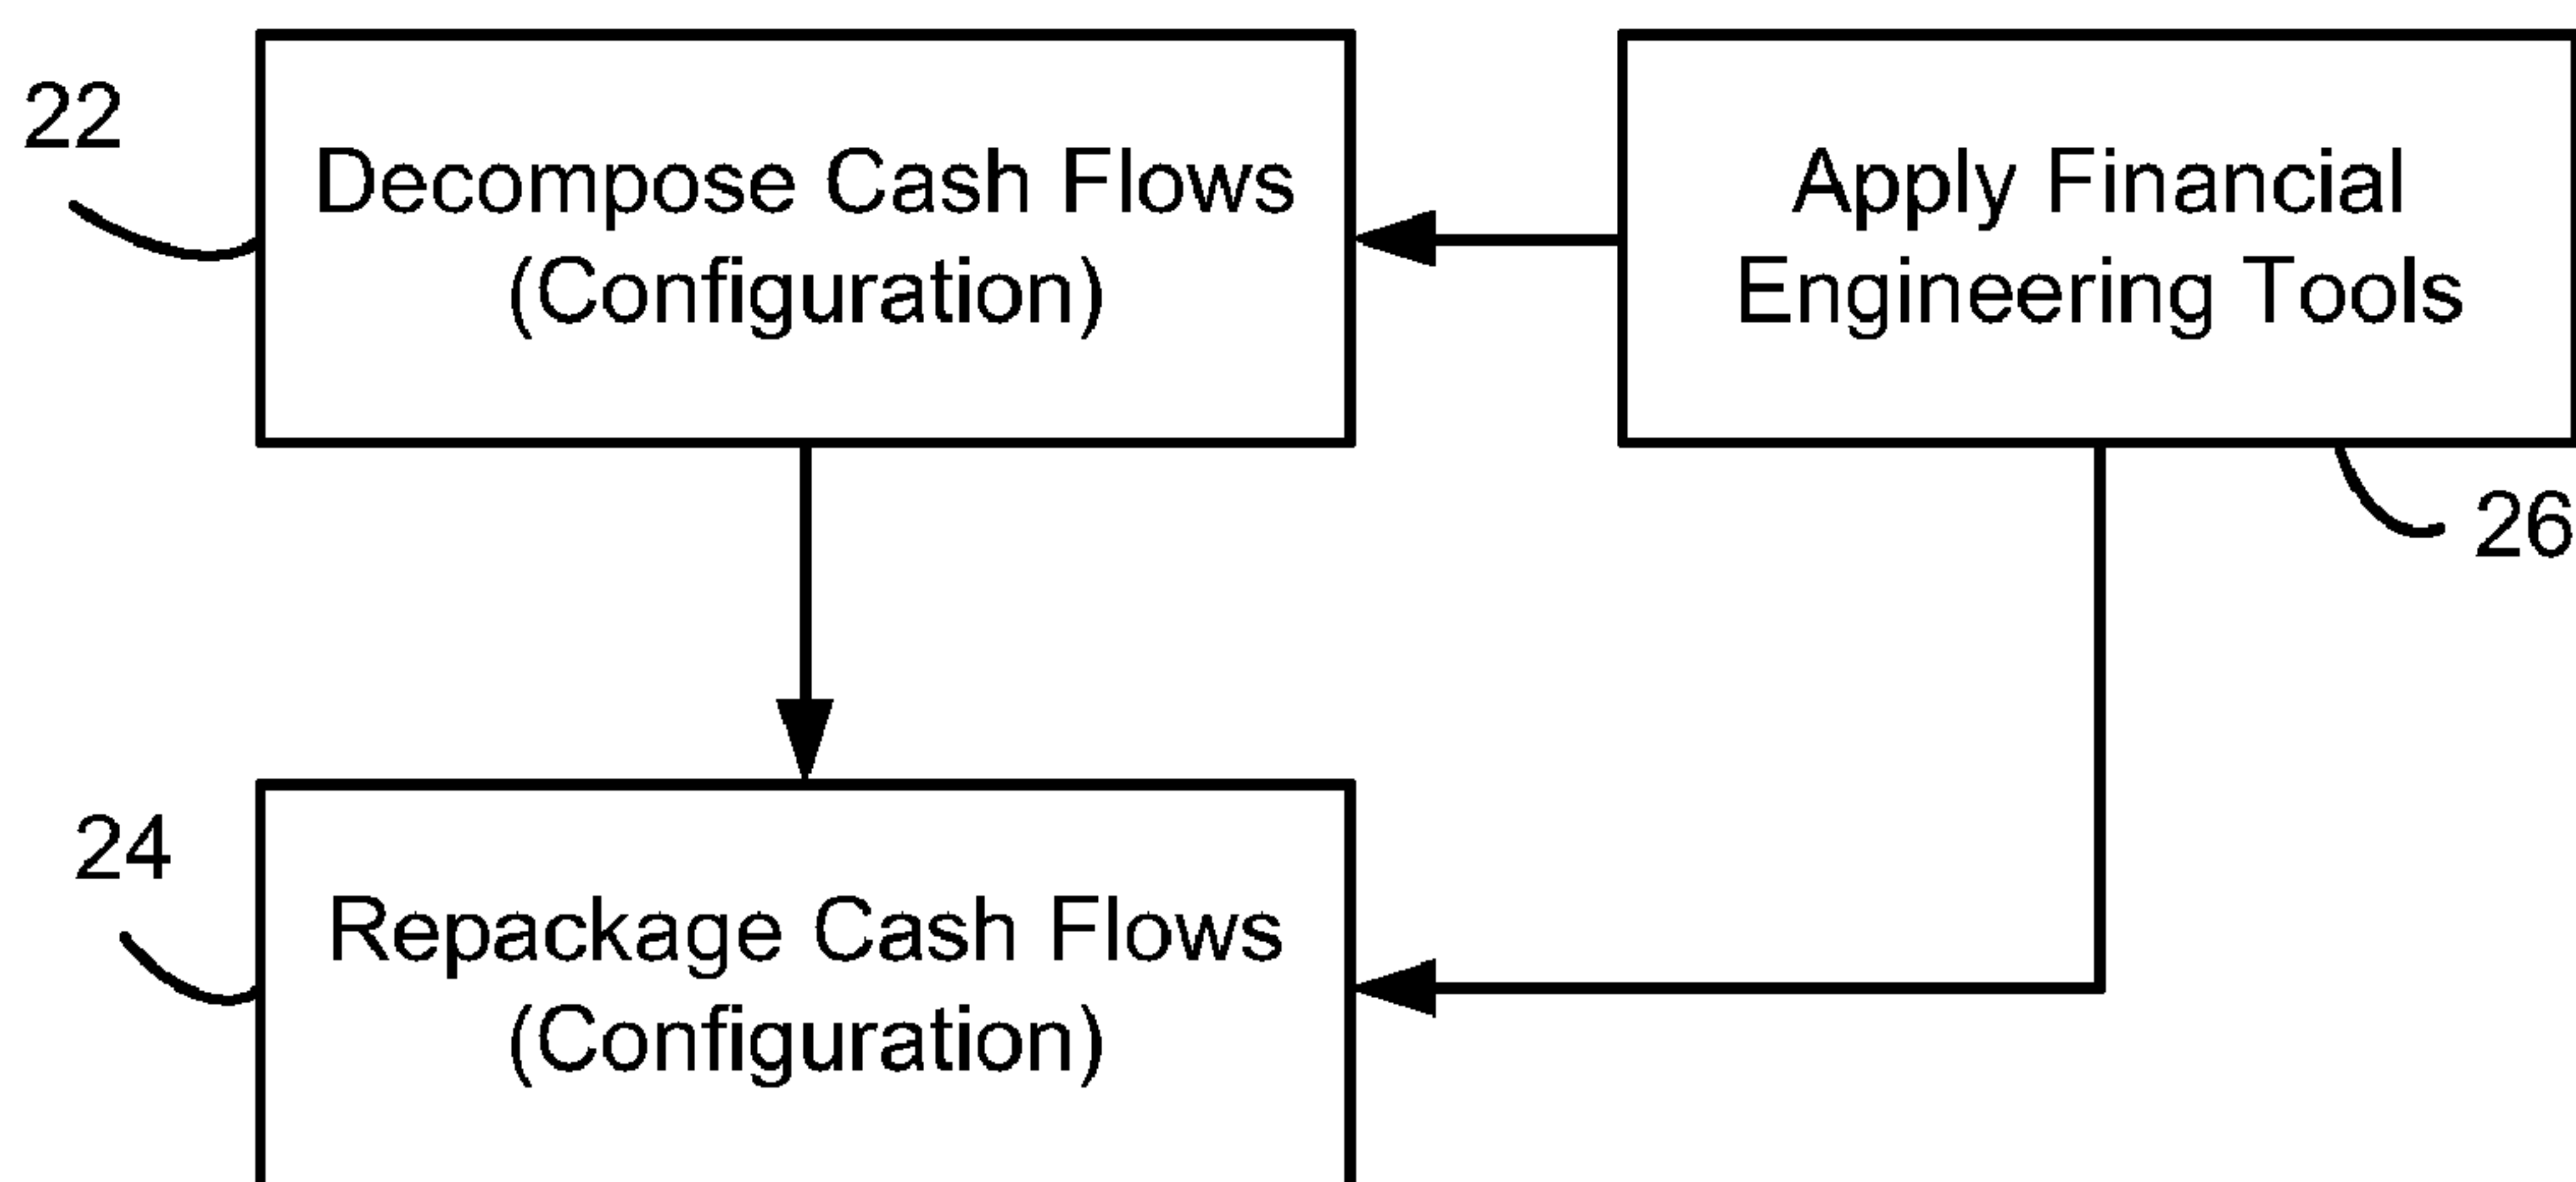 22
Decompose Cash Flows
(Configuration)
Apply Financial
Engineering Tools
26
24
Repackage Cash Flows
(Configuration)